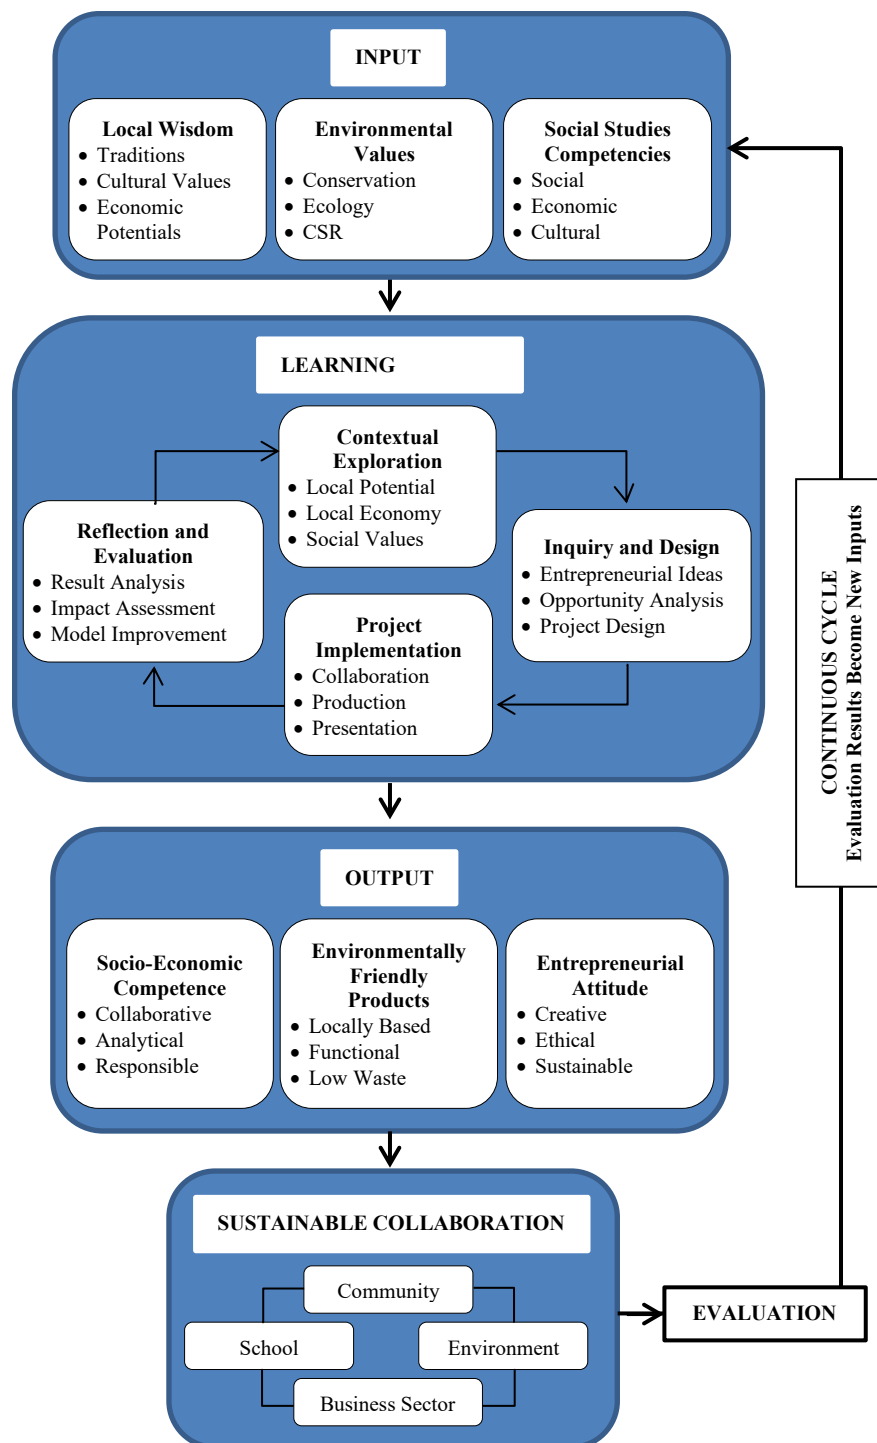 INPUT
Local Wisdom
• Traditions
• Cultural Values
• Economic
Potentials
Environmental
Values
• Conservation
• Ecology
• CSR
Social Studies
Competencies
• Social
• Economic
• Cultural
LEARNING
Contextual
Exploration
• Local Potential
• Local Economy
• Social Values
Inquiry and Design
• Entrepreneurial Ideas
• Opportunity Analysis
• Project Design
Project
Implementation
• Collaboration
• Production
• Presentation
Reflection and
Evaluation
• Result Analysis
• Impact Assessment
• Model Improvement
OUTPUT
Socio-Economic
Competence
• Collaborative
• Analytical
• Responsible
Environmentally
Friendly
Products
• Locally Based
• Functional
• Low Waste
Entrepreneurial
Attitude
• Creative
• Ethical
• Sustainable
SUSTAINABLE COLLABORATION
Community
School
Environment
Business Sector
EVALUATION
CONTINUOUS CYCLE
Evaluation Results Become New Inputs